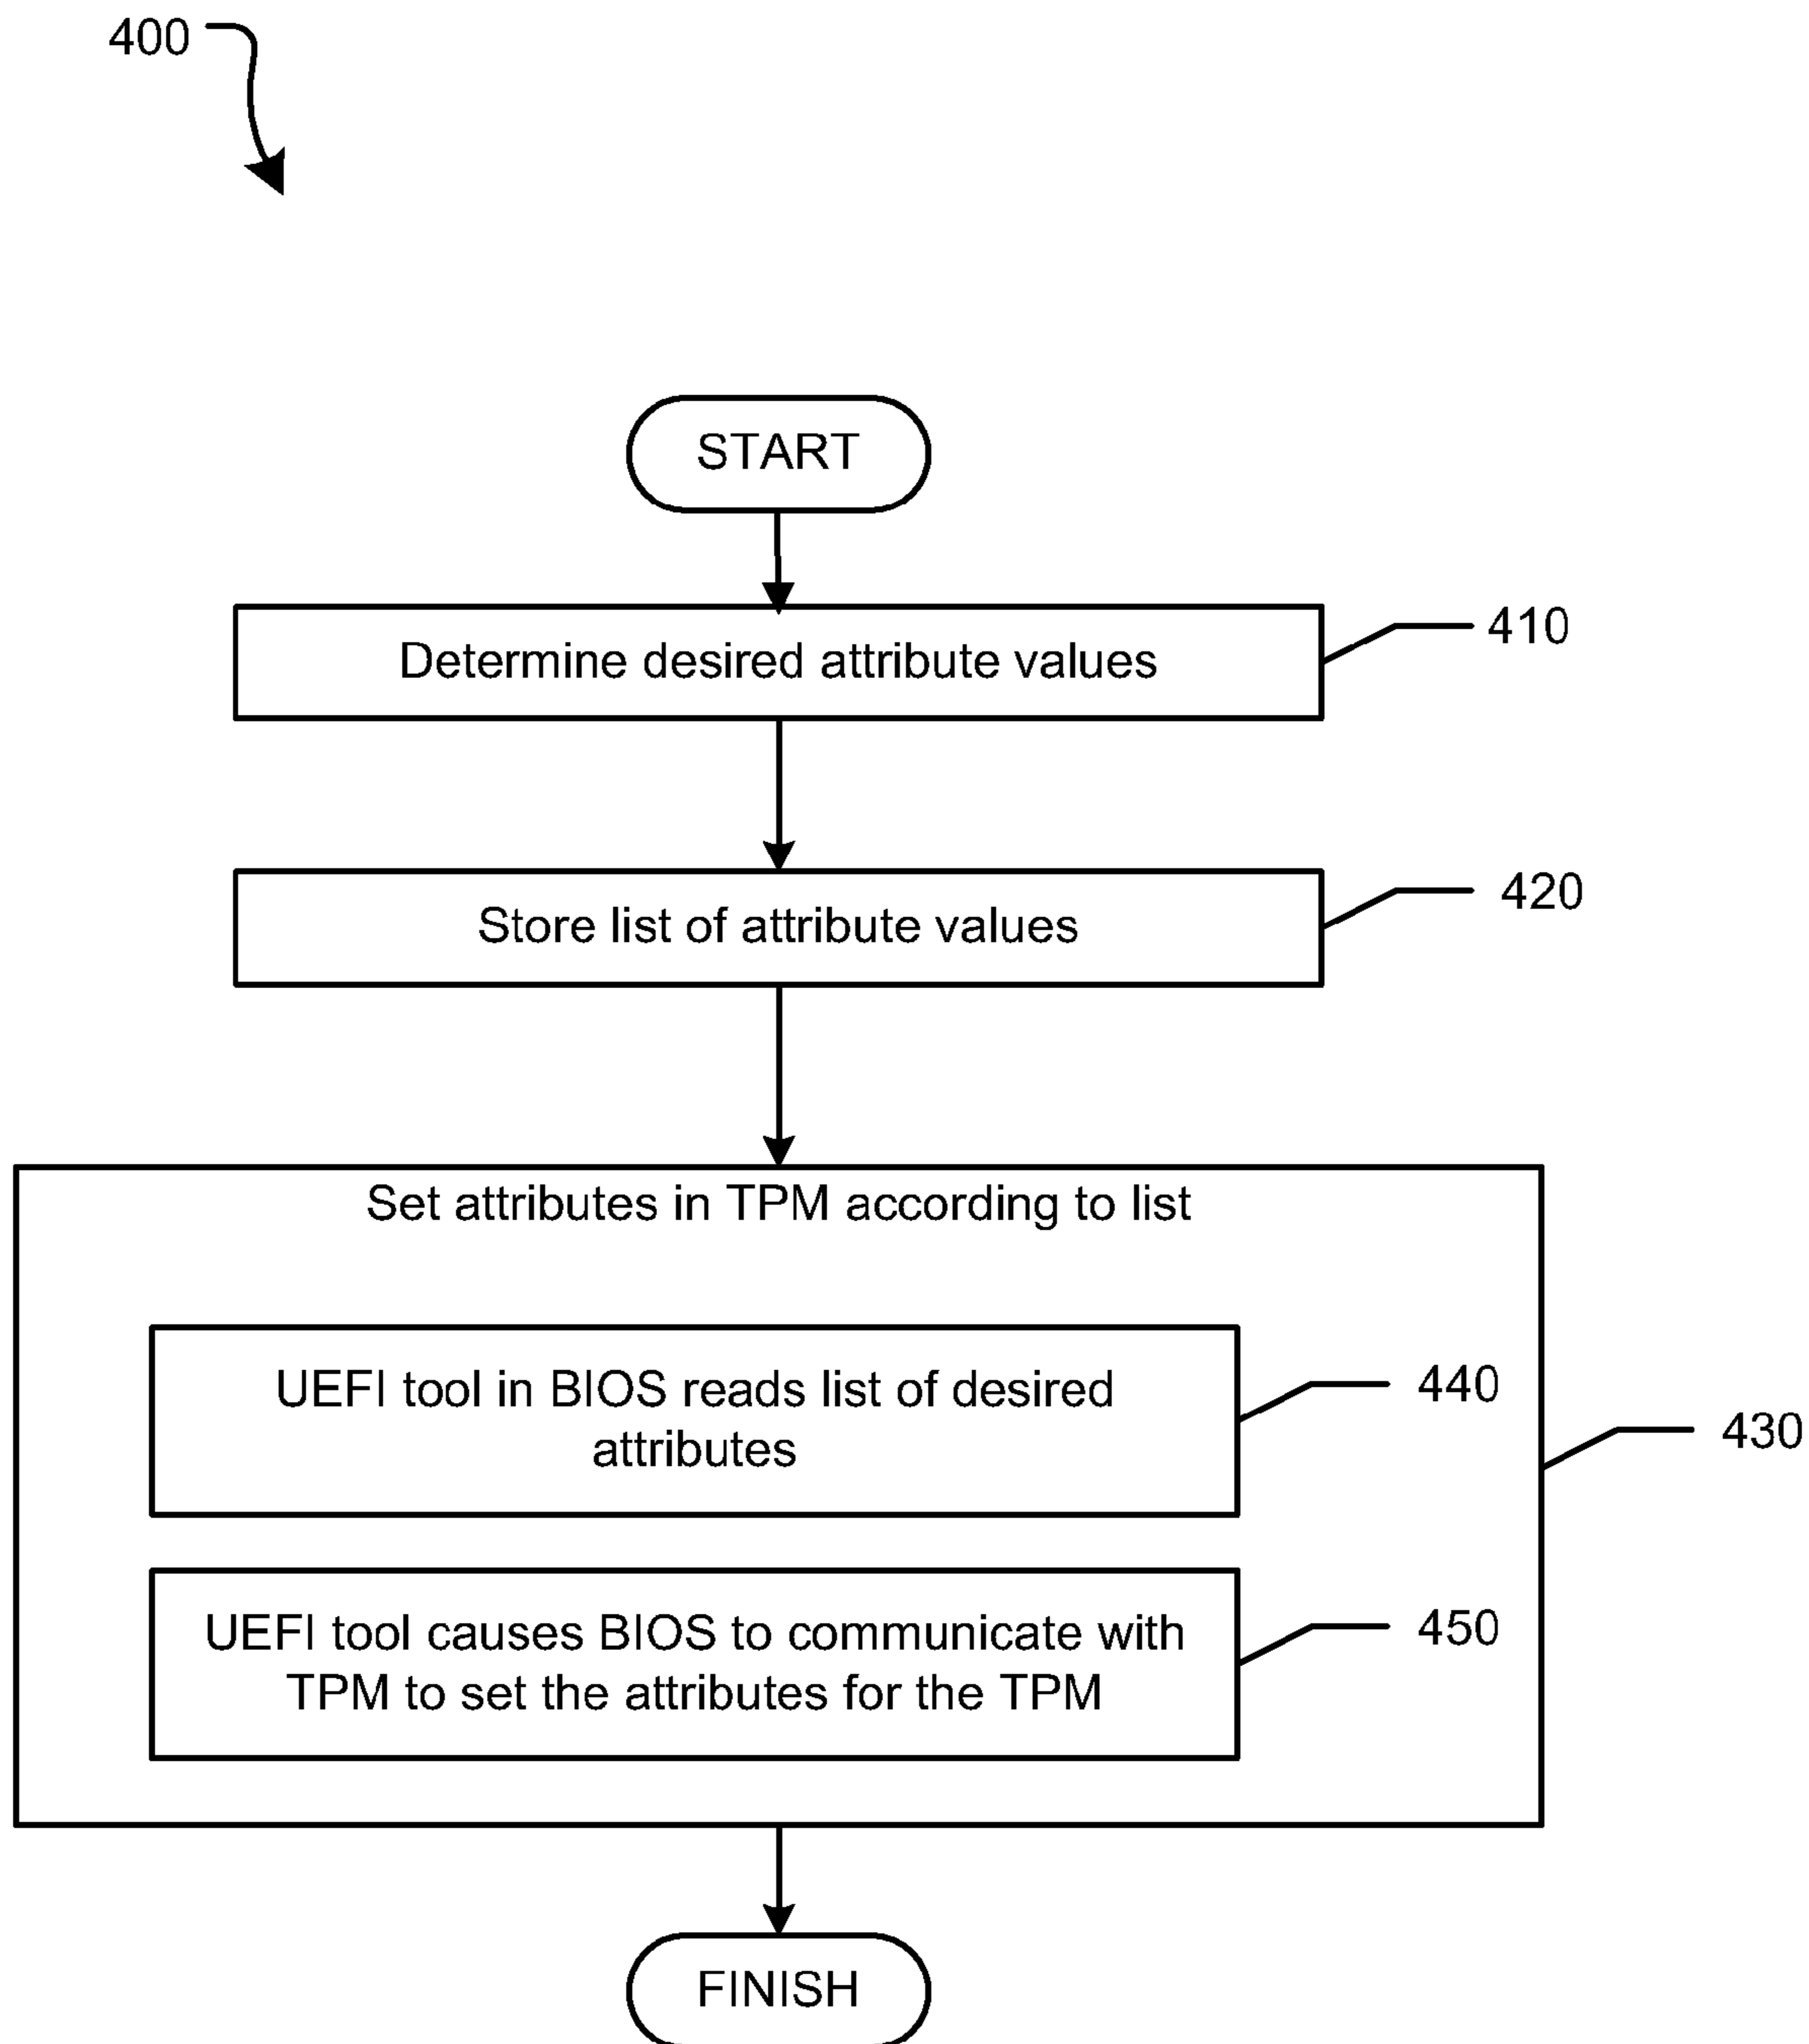 400
START
Determine desired attribute values
410
Store list of attribute values
420
Set attributes in TPM according to list
UEFI tool in BIOS reads list of desired
attributes
440
430
UEFI tool causes BIOS to communicate with
TPM to set the attributes for the TPM
450
FINISH